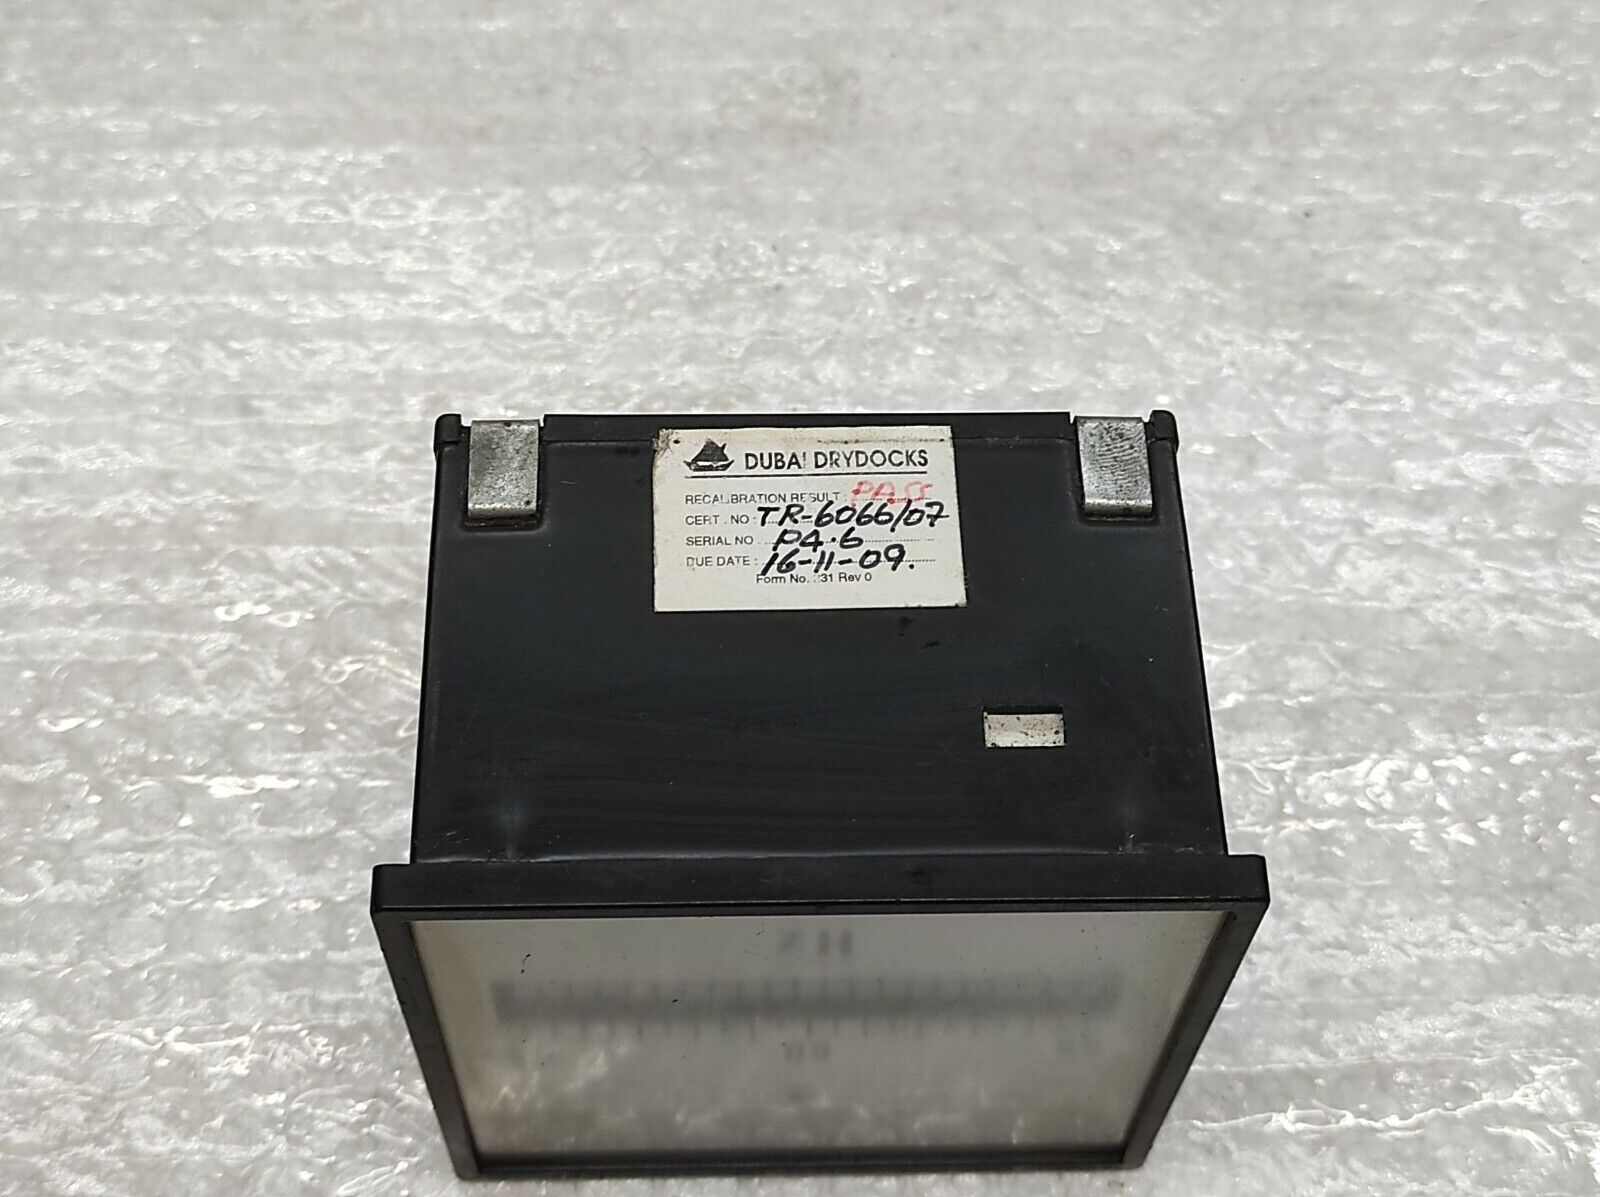 DUBAI DRYDOCKS
RECALIBRATION RESULT : PASS
CERT. NO : TR-6066/07
SERIAL NO P4.6
DUE DATE : 16-11-09.
Form No. 31 Rev 0
HZ